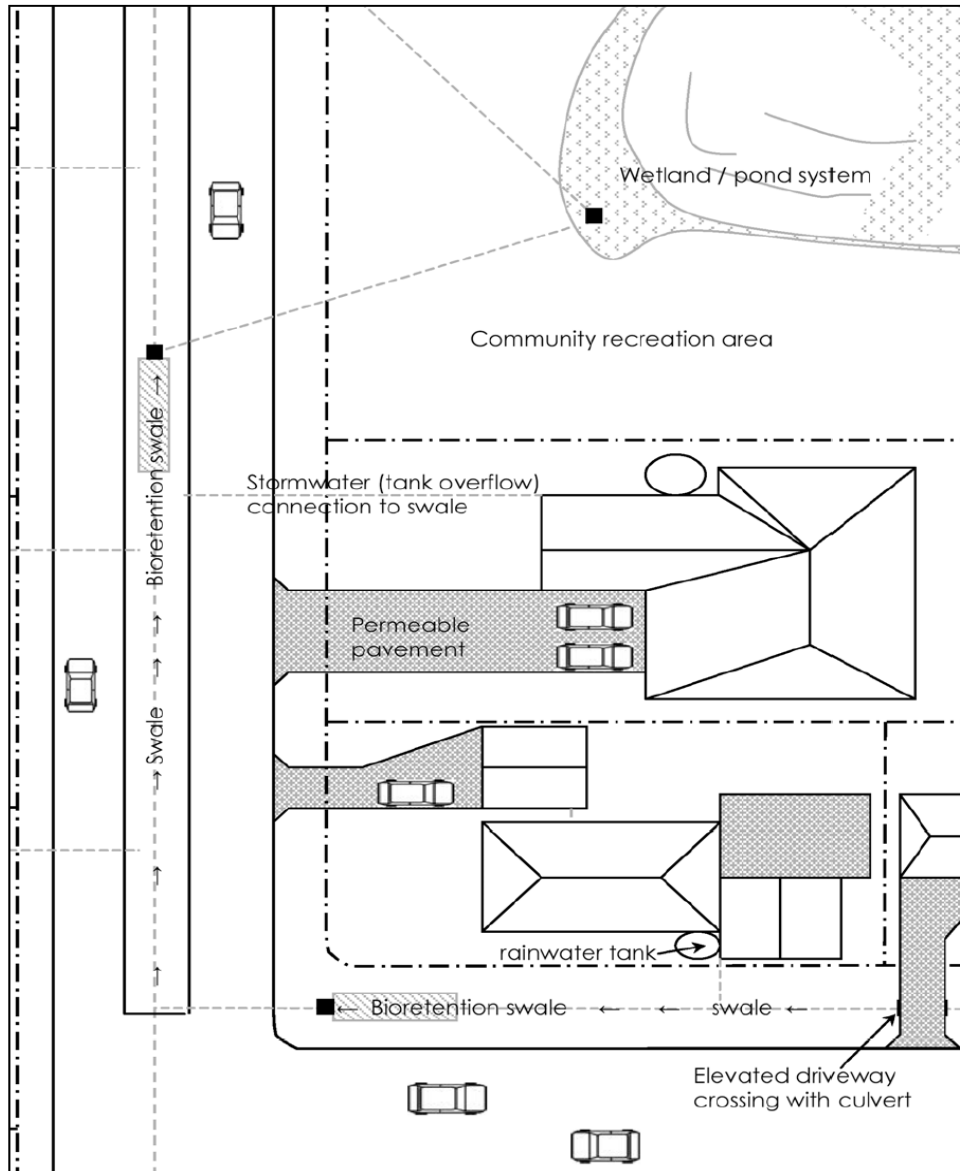 Wetland / pond system
Community recreation area
Bioretention swale
Stormwater (tank overflow)
connection to swale
Permeable
pavement
Swale
rainwater tank
Bioretention swale
swale
Elevated driveway
crossing with culvert